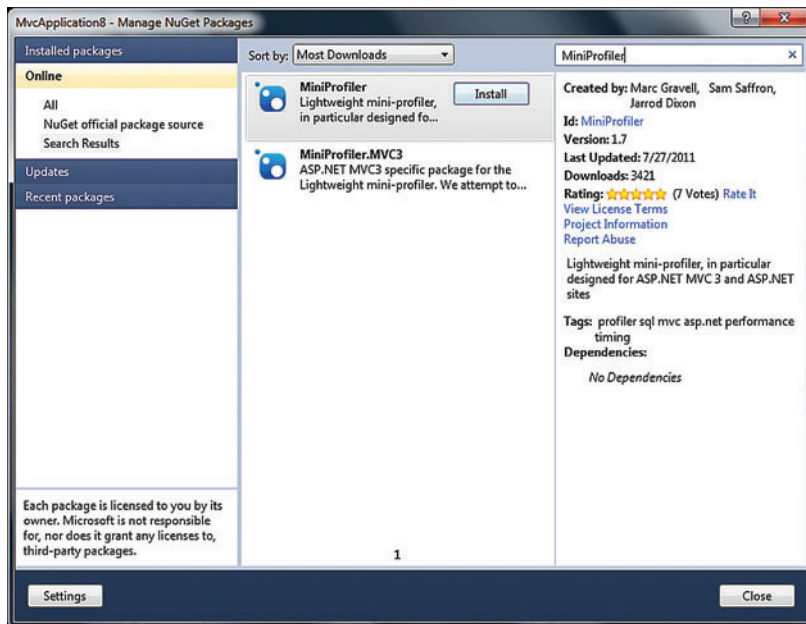 MvcApplication8 - Manage NuGet Packages
Installed packages
Online
All
NuGet official package source
Search Results
Updates
Recent packages
Each package is licensed to you by its
owner. Microsoft is not responsible
for, nor does it grant any licenses to,
third-party packages.
Settings
Sort by: Most Downloads
MiniProfiler
Lightweight mini-profiler,
in particular designed fo...
Install
MiniProfiler.MVC3
ASP.NET MVC3 specific package for the
Lightweight mini-profiler. We attempt to...
1
MiniProfiler
Created by: Marc Gravell, Sam Saffron,
Jarrod Dixon
Id: MiniProfiler
Version: 1.7
Last Updated: 7/27/2011
Downloads: 3421
Rating: (7 Votes) Rate It
View License Terms
Project Information
Report Abuse
Lightweight mini-profiler, in particular
designed for ASP.NET MVC 3 and ASP.NET
sites
Tags: profiler sql mvc asp.net performance
timing
Dependencies:
No Dependencies
Close